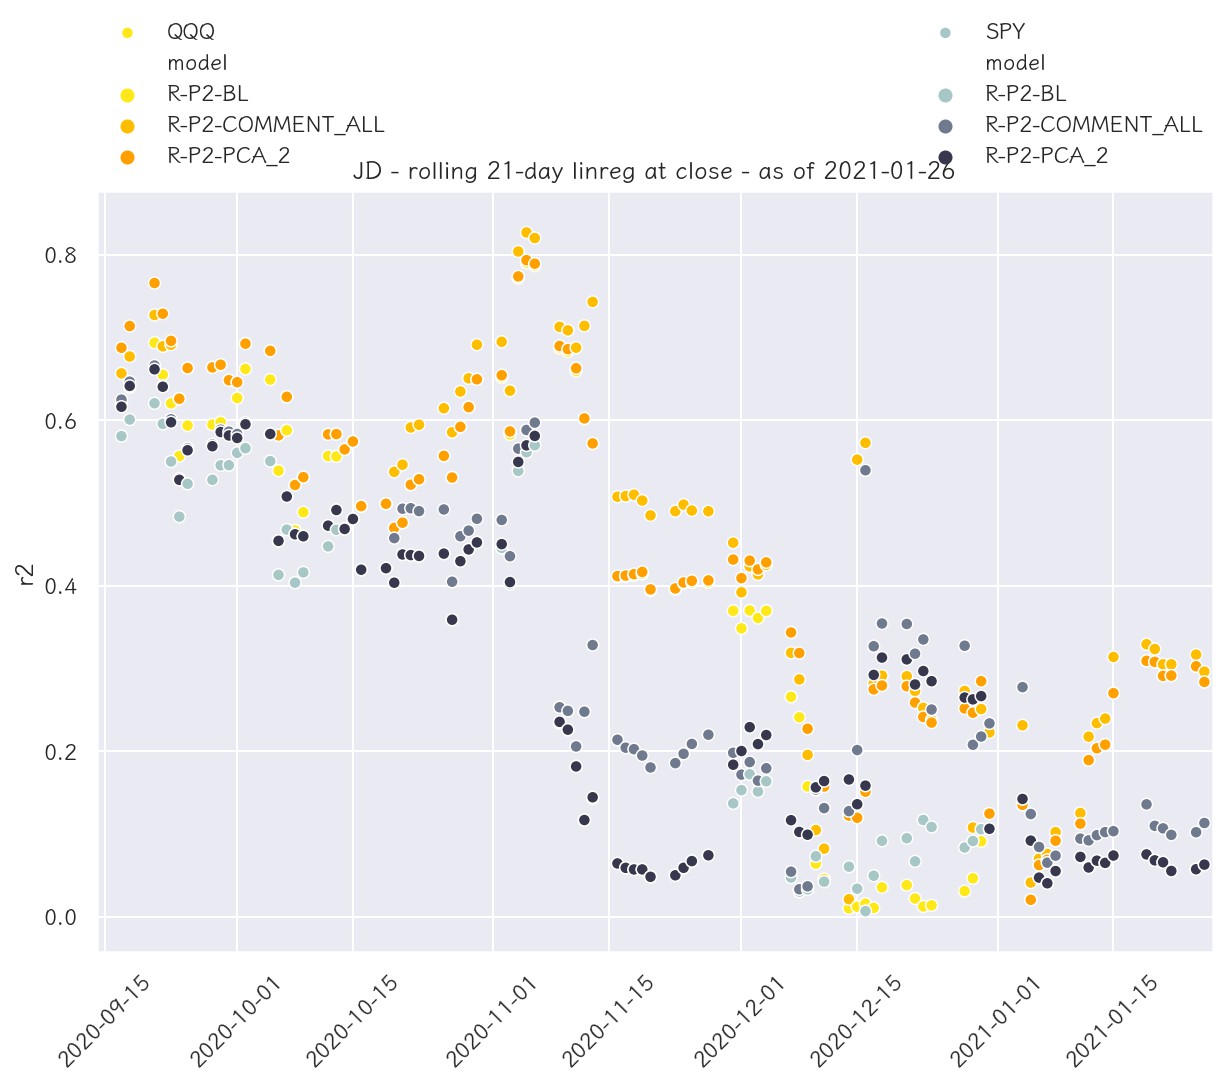 QQQ
model
R-P2-BL
R-P2-COMMENT_ALL
R-P2-PCA_2
SPY
model
R-P2-BL
R-P2-COMMENT_ALL
R-P2-PCA_2
JD - rolling 21-day linreg at close - as of 2021-01-26
r2
0.8
0.6
0.4
0.2
0.0
2020-09-15
2020-10-01
2020-10-15
2020-11-01
2020-11-15
2020-12-01
2020-12-15
2021-01-01
2021-01-15